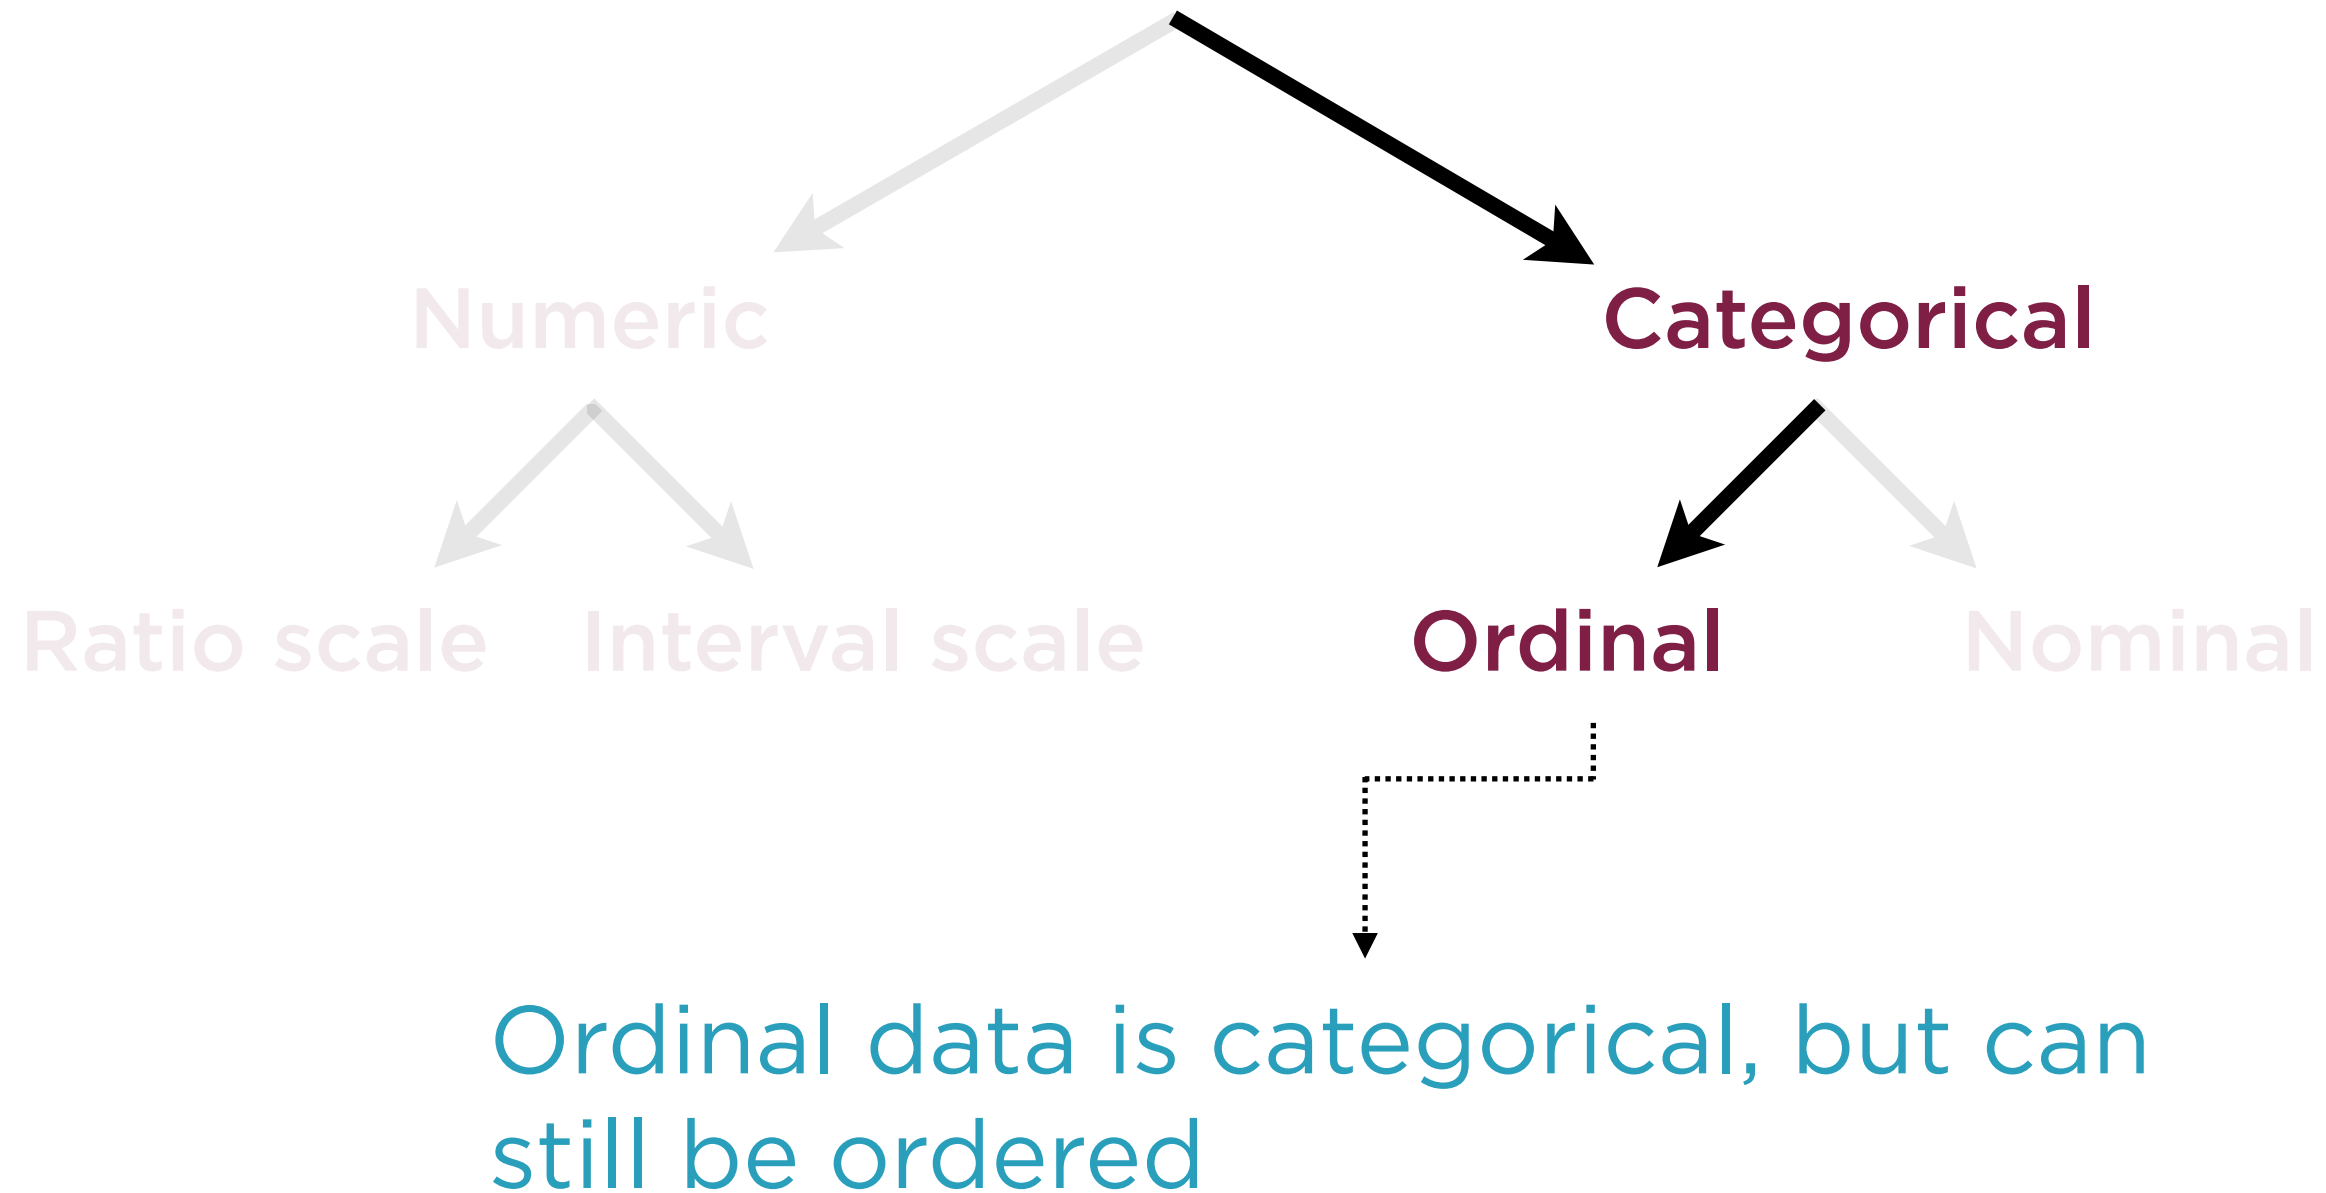 Numeric
Categorical
Ratio scale
Interval scale
Ordinal
Nominal
Ordinal data is categorical, but can
still be ordered